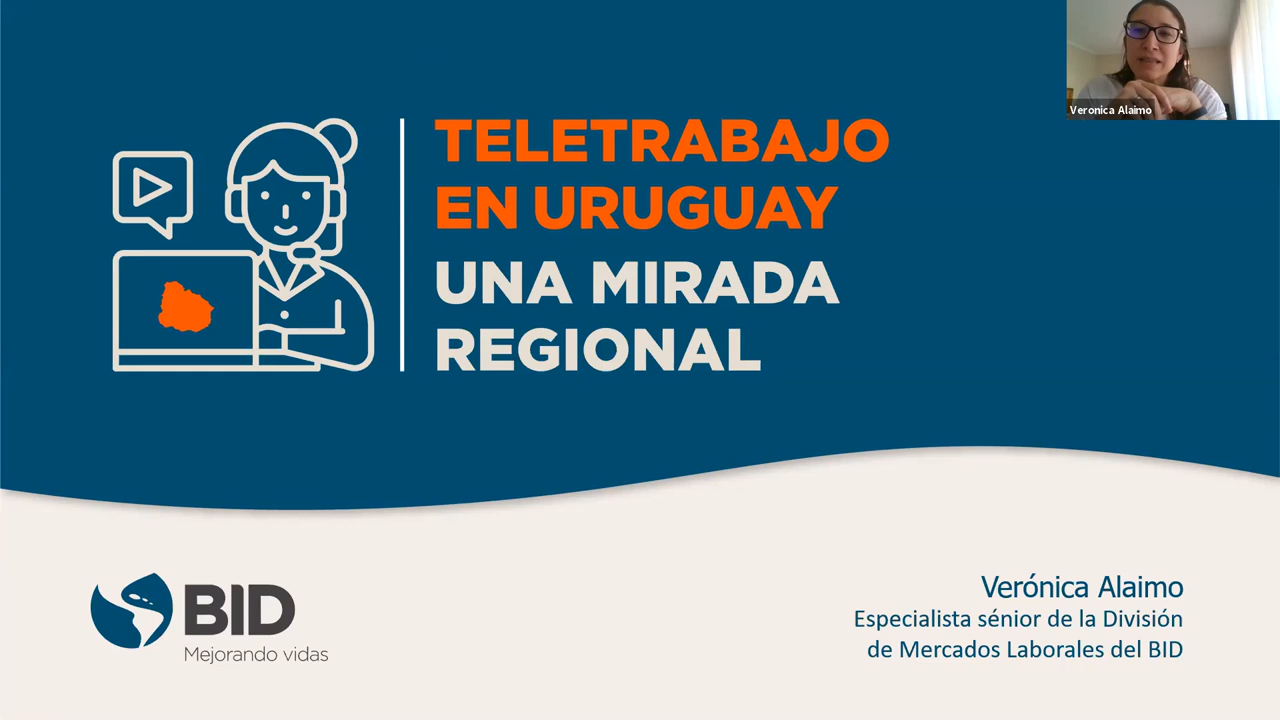 Veronica Alaimo
TELETRABAJO
EN URUGUAY
UNA MIRADA
REGIONAL
BID
Mejorando vidas
Verónica Alaimo
Especialista sénior de la División
de Mercados Laborales del BID